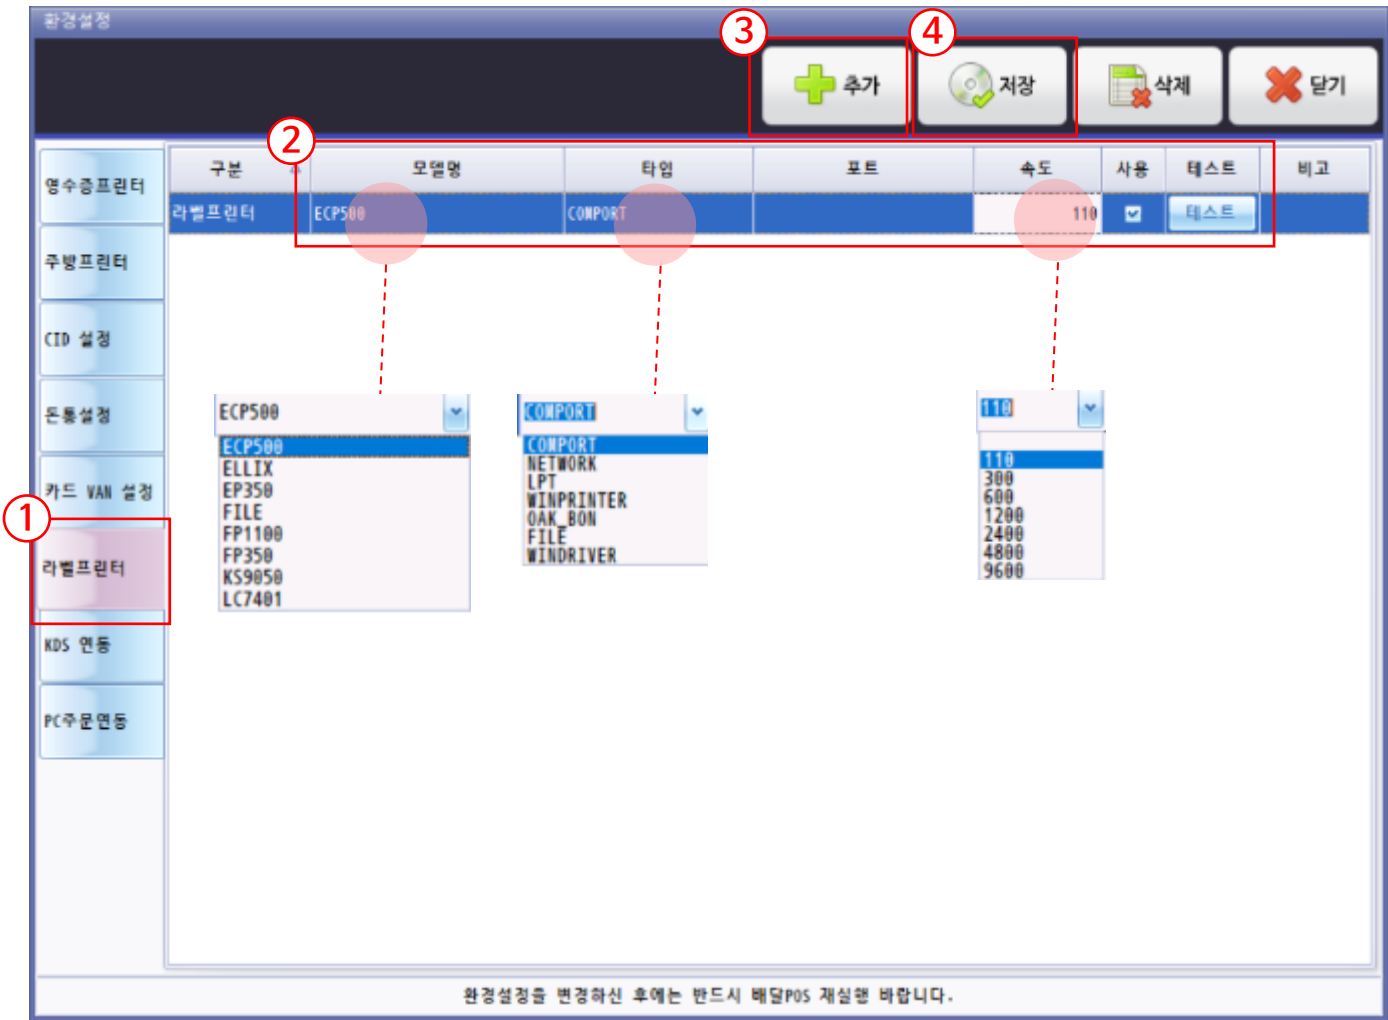 환경설정
③
④
추가
저장
삭제
닫기
②
구분
모델명
타입
포트
속도
사용
테스트
비고
라벨프린터
ECP500
COMPORT
110
테스트
영수증프린터
주방프린터
CID 설정
돈통설정
카드 VAN 설정
①
라벨프린터
KDS 연동
PC주문연동
ECP500
ECP500
ELLIX
EP350
FILE
FP1100
FP350
KS9050
LC7401
COMPORT
COMPORT
NETWORK
LPT
WINPRINTER
OAK_BON
FILE
WINDRIVER
110
110
300
600
1200
2400
4800
9600
환경설정을 변경하신 후에는 반드시 배달POS 재실행 바랍니다.